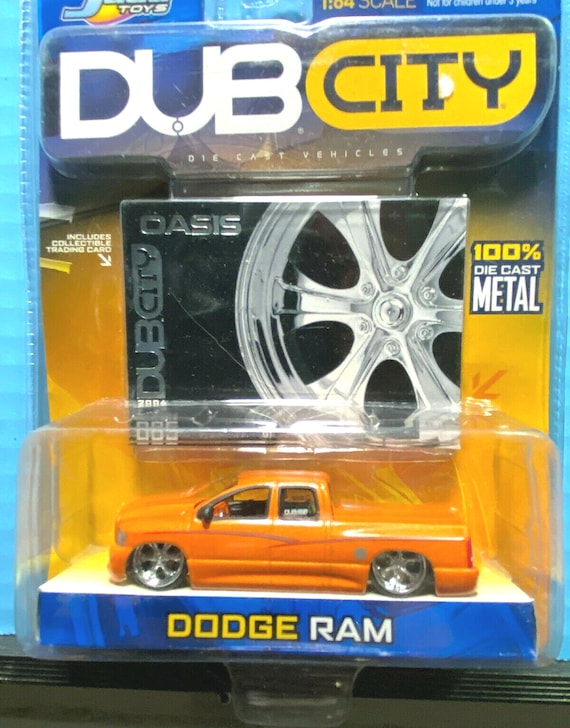 TOYS
1:64 SCALE
Not for children under 3 years
DUB CITY
DIE CAST VEHICLES
INCLUDES
COLLECTIBLE
TRADING CARD
OASIS
DUB CITY
2004
100%
DIE CAST
METAL
DODGE RAM